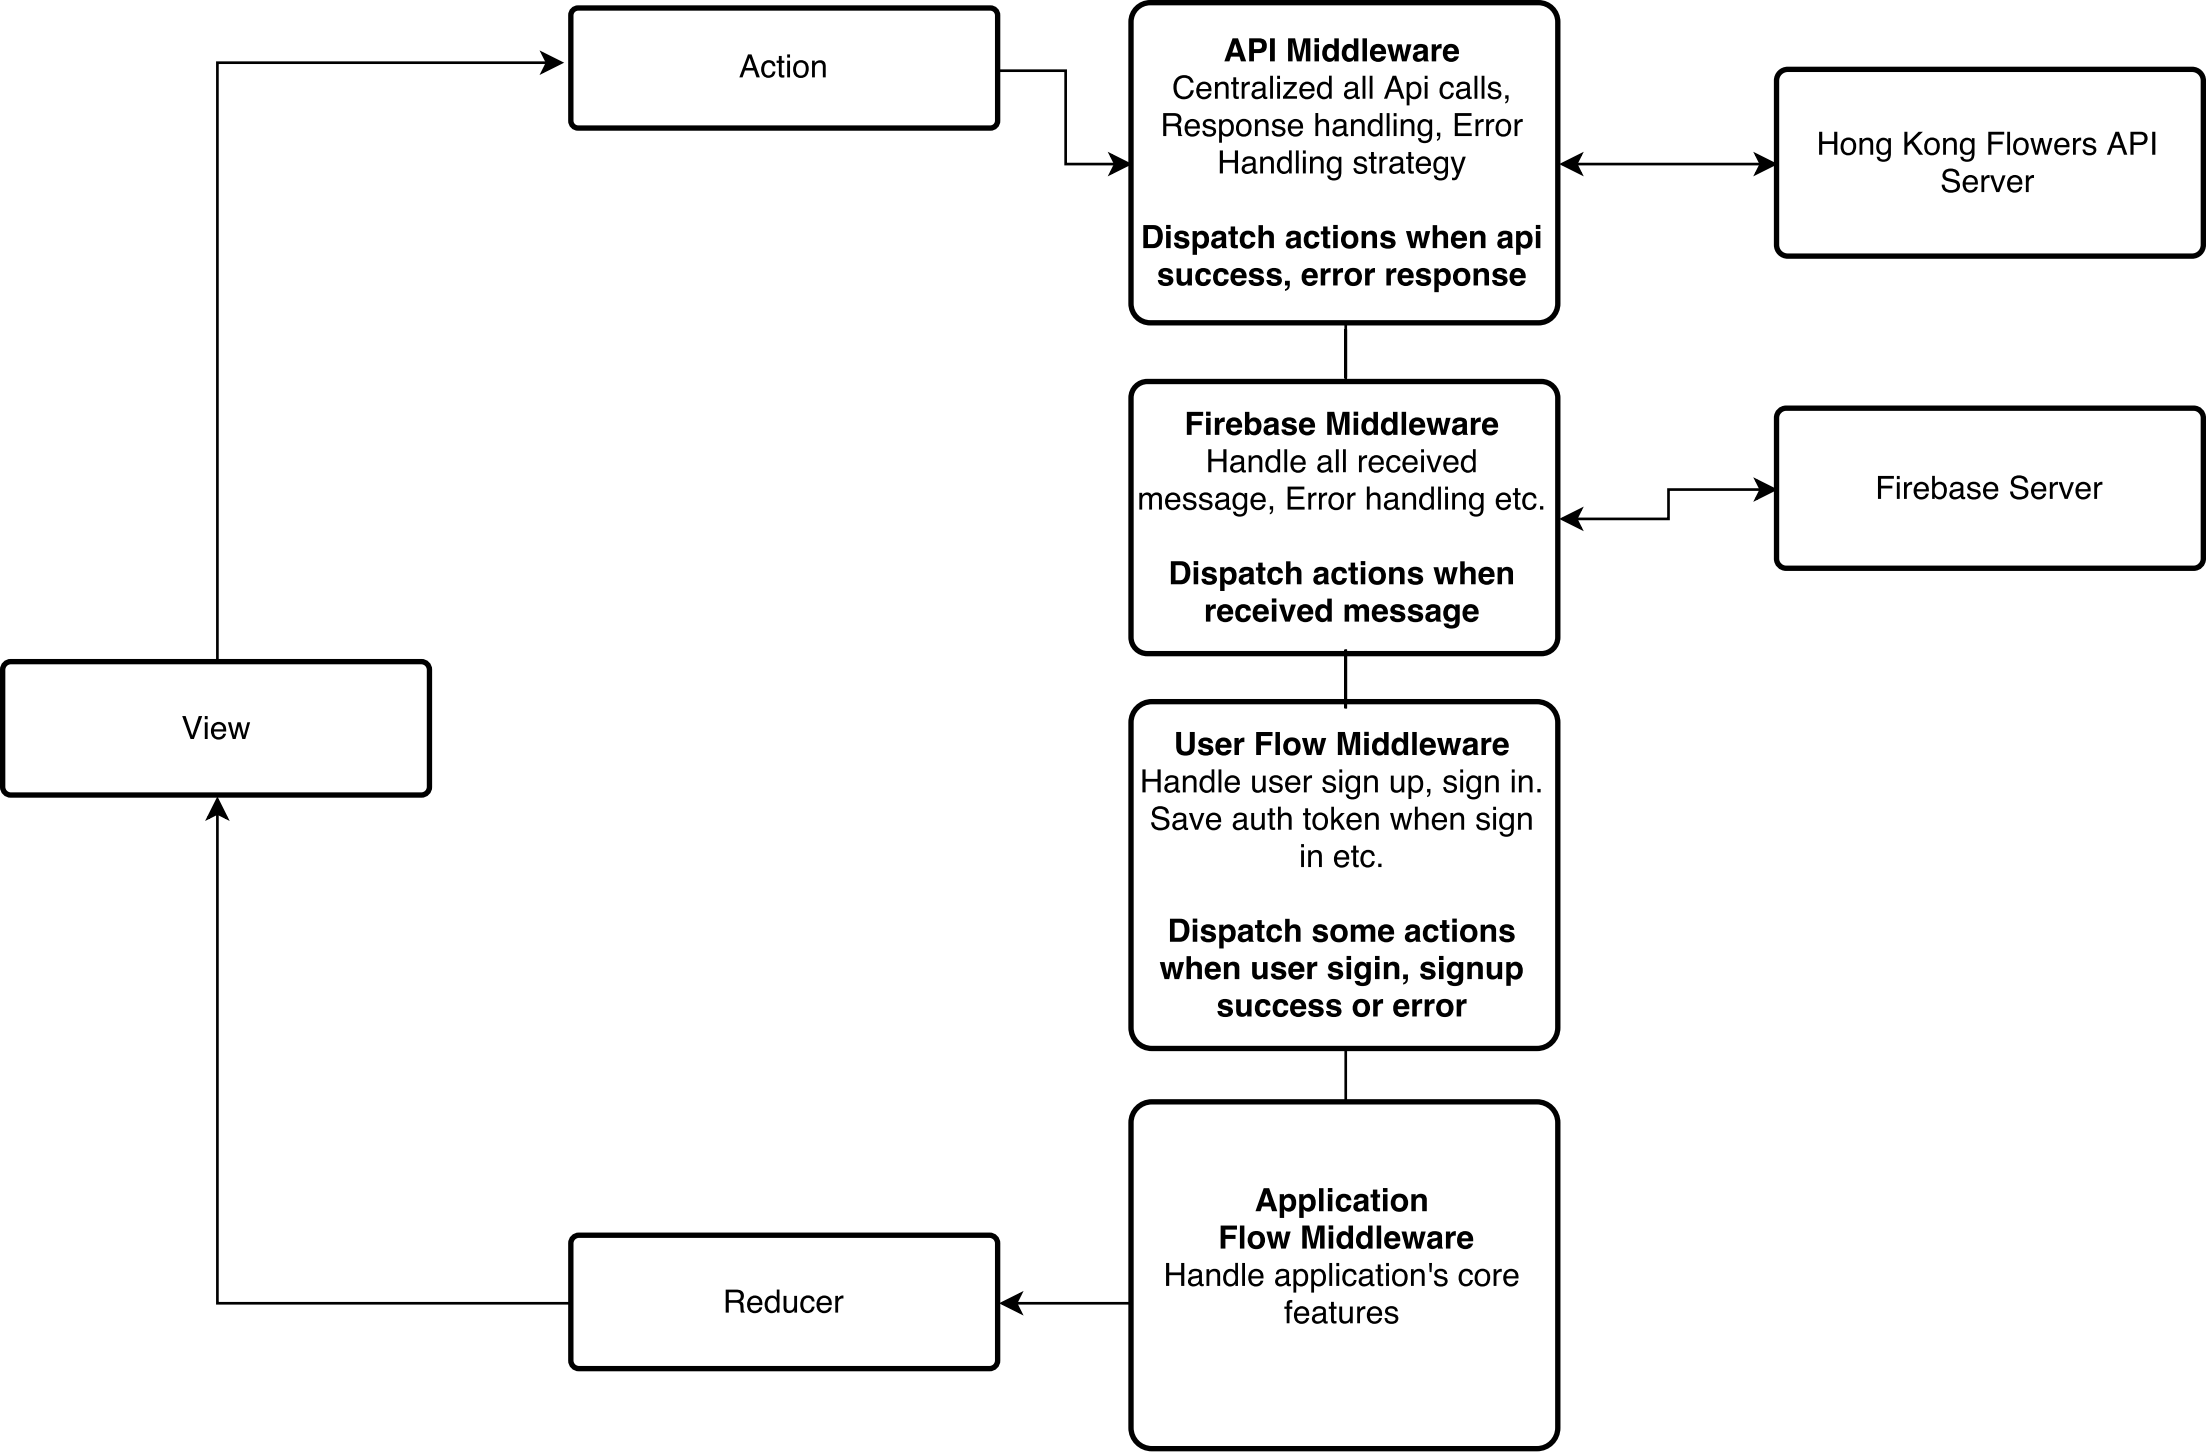 Action
API Middleware
Centralized all Api calls,
Response handling, Error
Handling strategy
Dispatch actions when api
success, error response
Hong Kong Flowers API
Server
Firebase Middleware
Handle all received
message, Error handling etc.
Dispatch actions when
received message
Firebase Server
View
User Flow Middleware
Handle user sign up, sign in.
Save auth token when sign
in etc.
Dispatch some actions
when user sigin, signup
success or error
Application
Flow Middleware
Handle application's core
features
Reducer